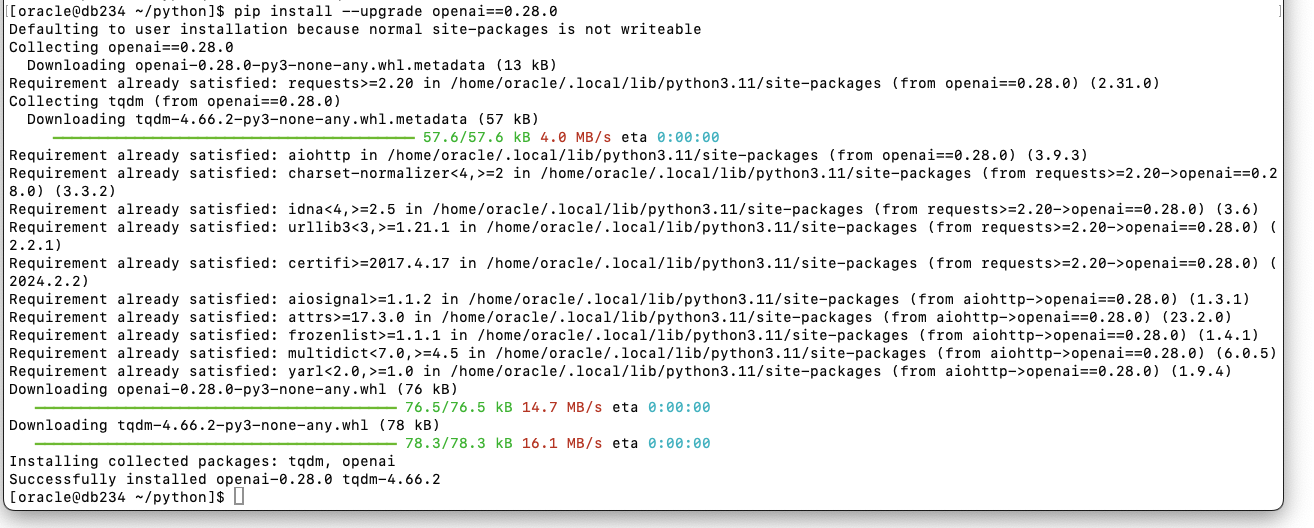 [oracle@db234 ~/python]$ pip install --upgrade openai==0.28.0
Defaulting to user installation because normal site-packages is not writeable
Collecting openai==0.28.0
  Downloading openai-0.28.0-py3-none-any.whl.metadata (13 kB)
Requirement already satisfied: requests>=2.20 in /home/oracle/.local/lib/python3.11/site-packages (from openai==0.28.0) (2.31.0)
Collecting tqdm (from openai==0.28.0)
  Downloading tqdm-4.66.2-py3-none-any.whl.metadata (57 kB)
57.6/57.6 kB 4.0 MB/s eta 0:00:00
Requirement already satisfied: aiohttp in /home/oracle/.local/lib/python3.11/site-packages (from openai==0.28.0) (3.9.3)
Requirement already satisfied: charset-normalizer<4,>=2 in /home/oracle/.local/lib/python3.11/site-packages (from requests>=2.20->openai==0.2
8.0) (3.3.2)
Requirement already satisfied: idna<4,>=2.5 in /home/oracle/.local/lib/python3.11/site-packages (from requests>=2.20->openai==0.28.0) (3.6)
Requirement already satisfied: urllib3<3,>=1.21.1 in /home/oracle/.local/lib/python3.11/site-packages (from requests>=2.20->openai==0.28.0) (
2.2.1)
Requirement already satisfied: certifi>=2017.4.17 in /home/oracle/.local/lib/python3.11/site-packages (from requests>=2.20->openai==0.28.0) (
2024.2.2)
Requirement already satisfied: aiosignal>=1.1.2 in /home/oracle/.local/lib/python3.11/site-packages (from aiohttp->openai==0.28.0) (1.3.1)
Requirement already satisfied: attrs>=17.3.0 in /home/oracle/.local/lib/python3.11/site-packages (from aiohttp->openai==0.28.0) (23.2.0)
Requirement already satisfied: frozenlist>=1.1.1 in /home/oracle/.local/lib/python3.11/site-packages (from aiohttp->openai==0.28.0) (1.4.1)
Requirement already satisfied: multidict<7.0,>=4.5 in /home/oracle/.local/lib/python3.11/site-packages (from aiohttp->openai==0.28.0) (6.0.5)
Requirement already satisfied: yarl<2.0,>=1.0 in /home/oracle/.local/lib/python3.11/site-packages (from aiohttp->openai==0.28.0) (1.9.4)
Downloading openai-0.28.0-py3-none-any.whl (76 kB)
76.5/76.5 kB 14.7 MB/s eta 0:00:00
Downloading tqdm-4.66.2-py3-none-any.whl (78 kB)
78.3/78.3 kB 16.1 MB/s eta 0:00:00
Installing collected packages: tqdm, openai
Successfully installed openai-0.28.0 tqdm-4.66.2
[oracle@db234 ~/python]$